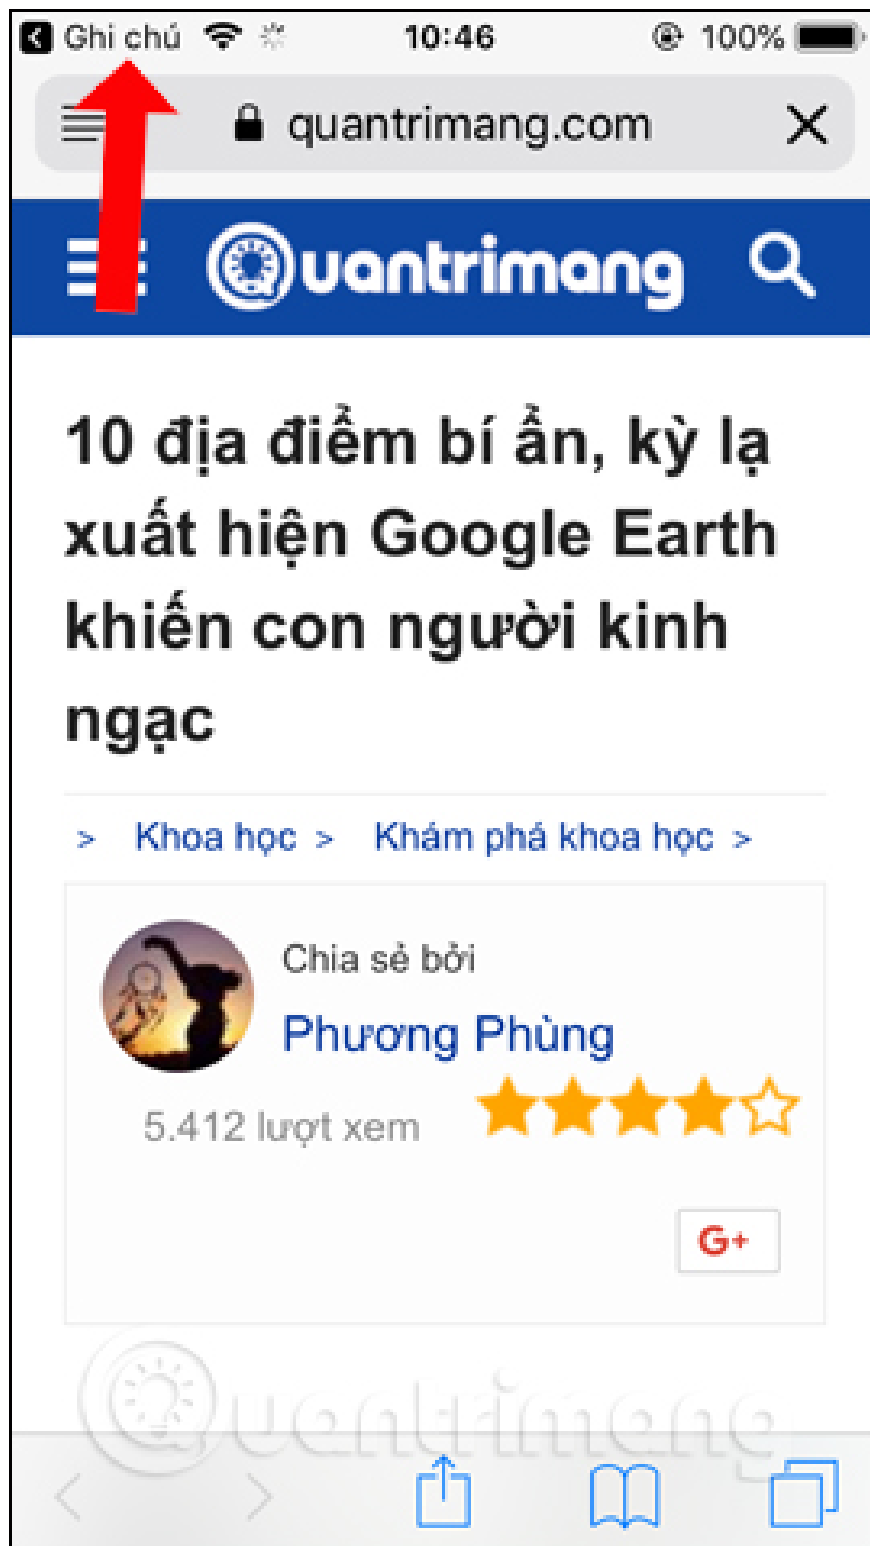 Ghi chú 10:46 100%
quantrimang.com
Quantrimang
10 địa điểm bí ẩn, kỳ lạ
xuất hiện Google Earth
khiến con người kinh
ngạc
> Khoa học > Khám phá khoa học >
Chia sẻ bởi
Phương Phùng
5.412 lượt xem
G+
Quantrimang